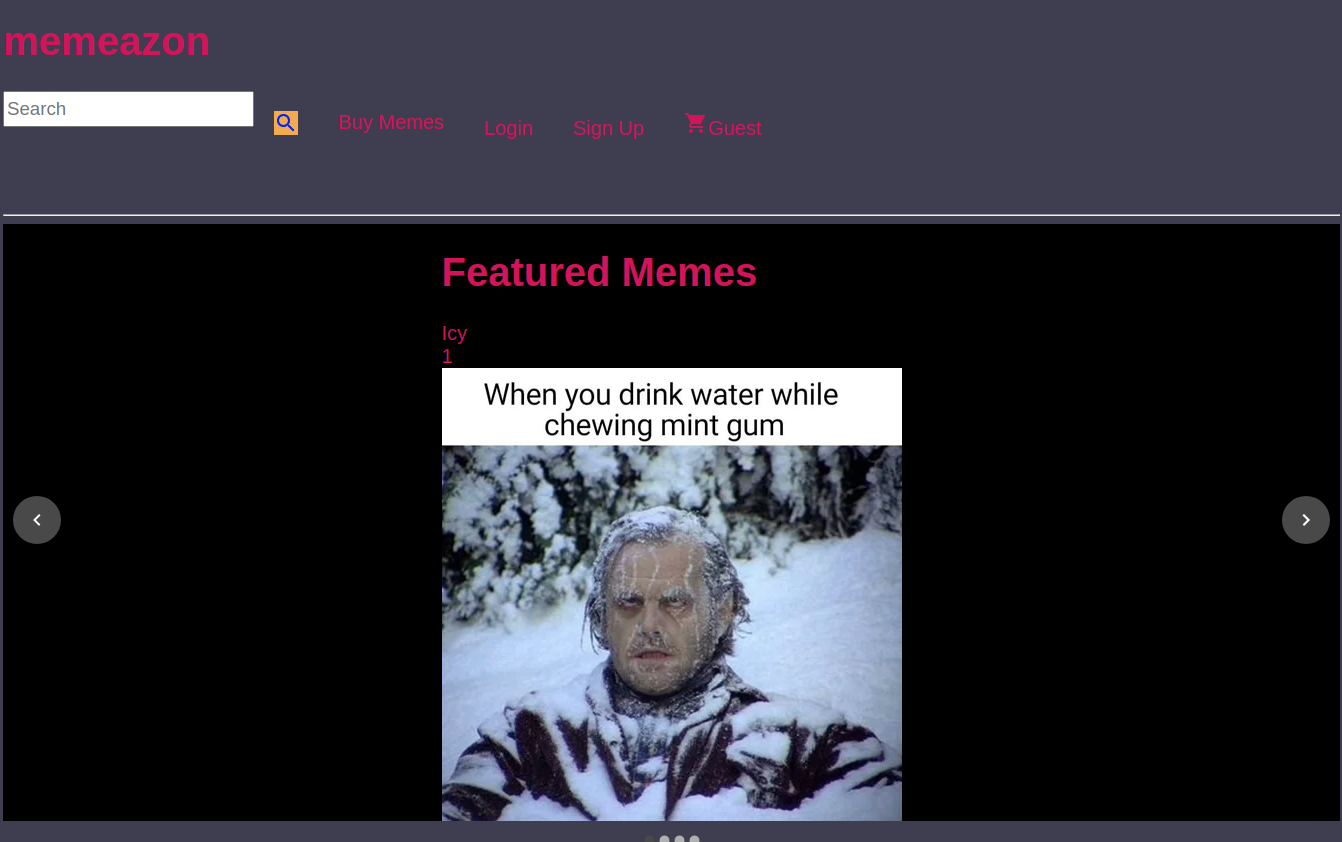 memeazon
Search
Buy Memes
Login
Sign Up
Guest
Featured Memes
Icy
1
When you drink water while
chewing mint gum